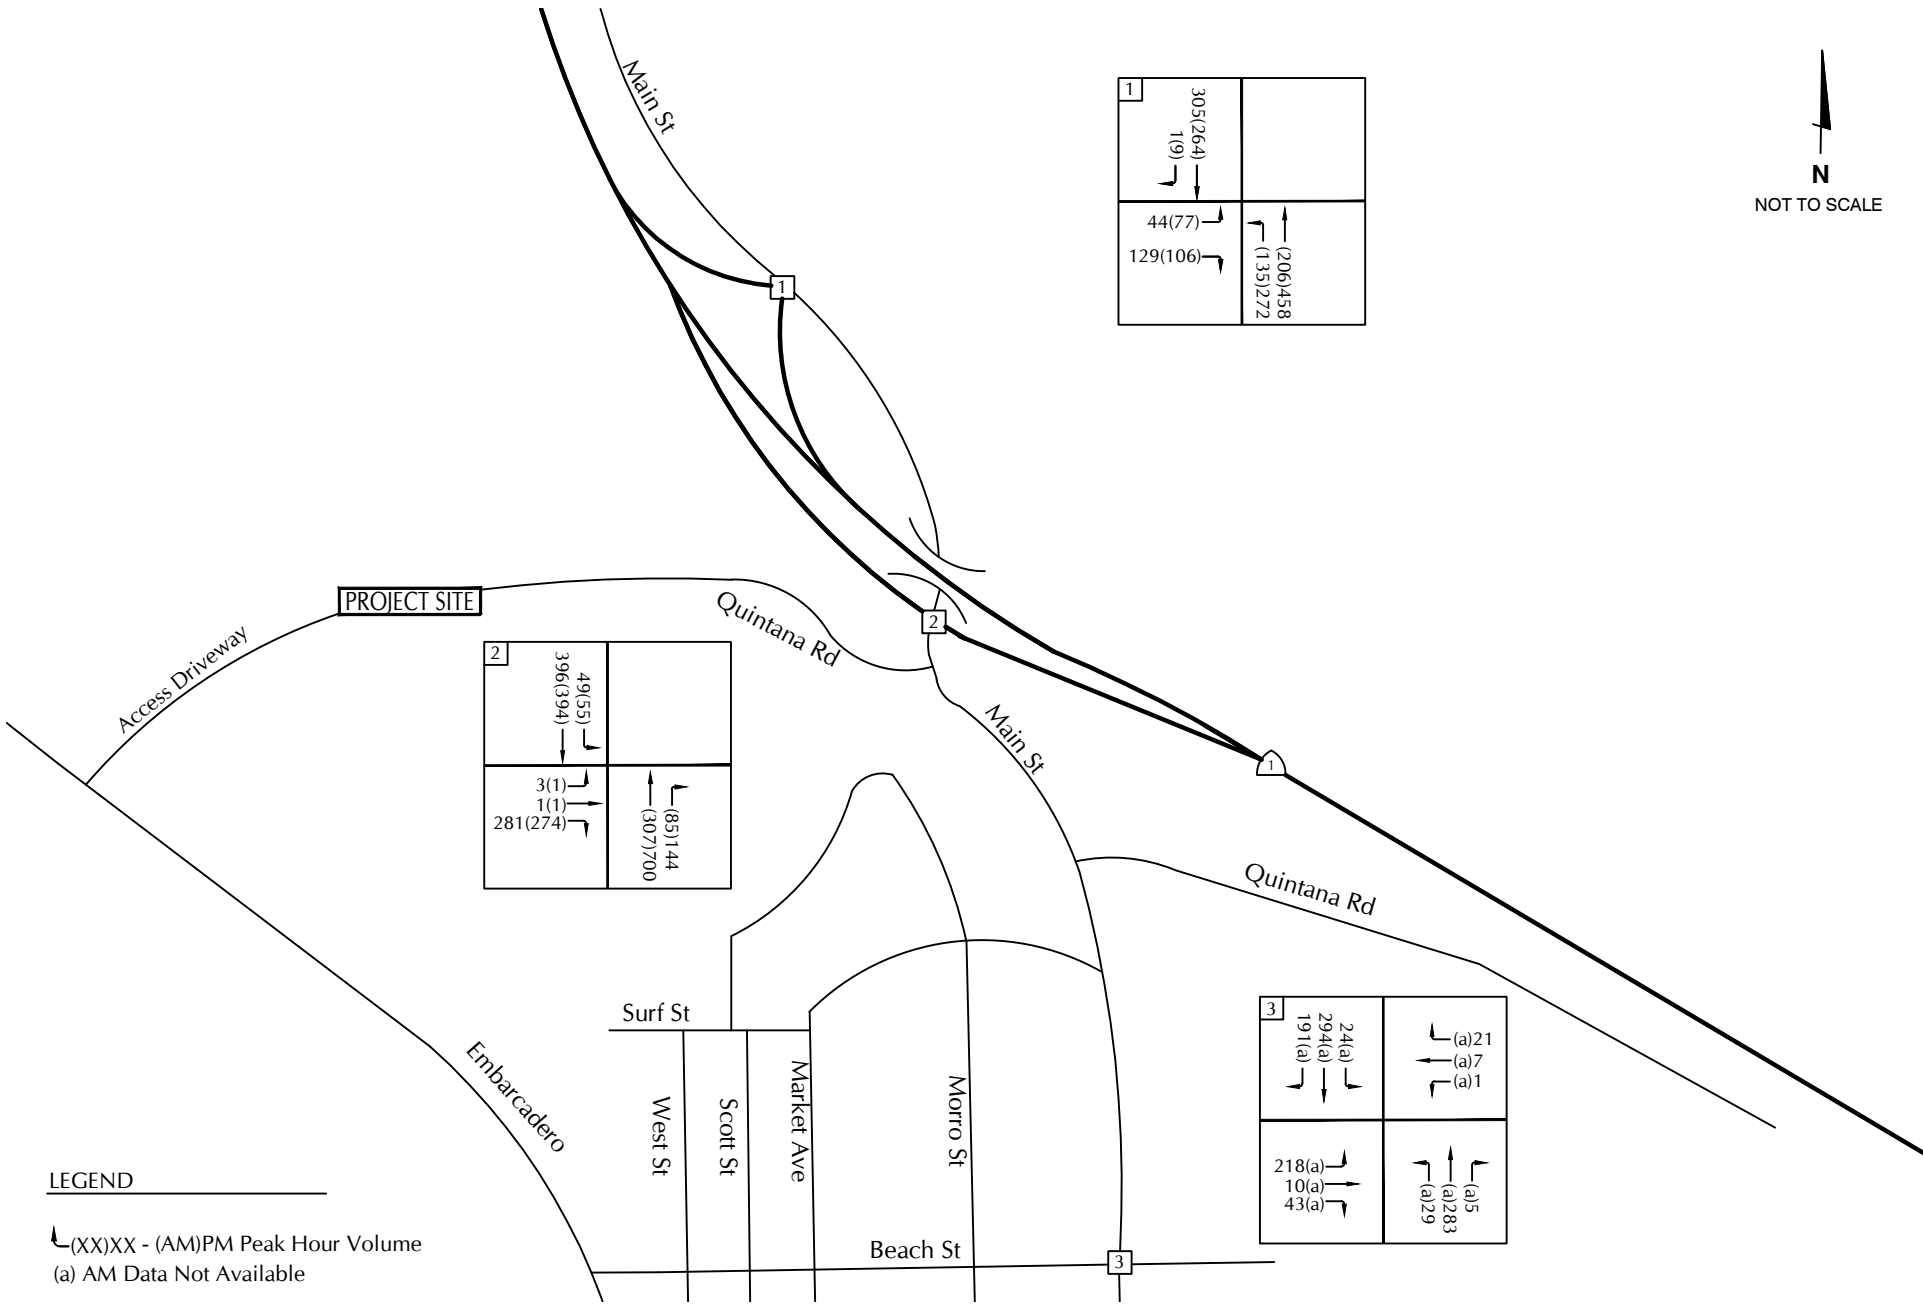 Main St
1
305(264)
1(9)
44(77)
129(106)
(206)458
(135)272
N
NOT TO SCALE
1
2
PROJECT SITE
Quintana Rd
Access Driveway
2
49(55)
396(394)
3(1)
1(1)
281(274)
(85)144
(307)700
Main St
1
Quintana Rd
3
24(a)
294(a)
191(a)
(a)21
(a)7
(a)1
218(a)
10(a)
43(a)
(a)5
(a)283
(a)29
Surf St
Embarcadero
West St
Scott St
Market Ave
Morro St
Beach St
3
LEGEND
(XX)XX - (AM)PM Peak Hour Volume
(a) AM Data Not Available